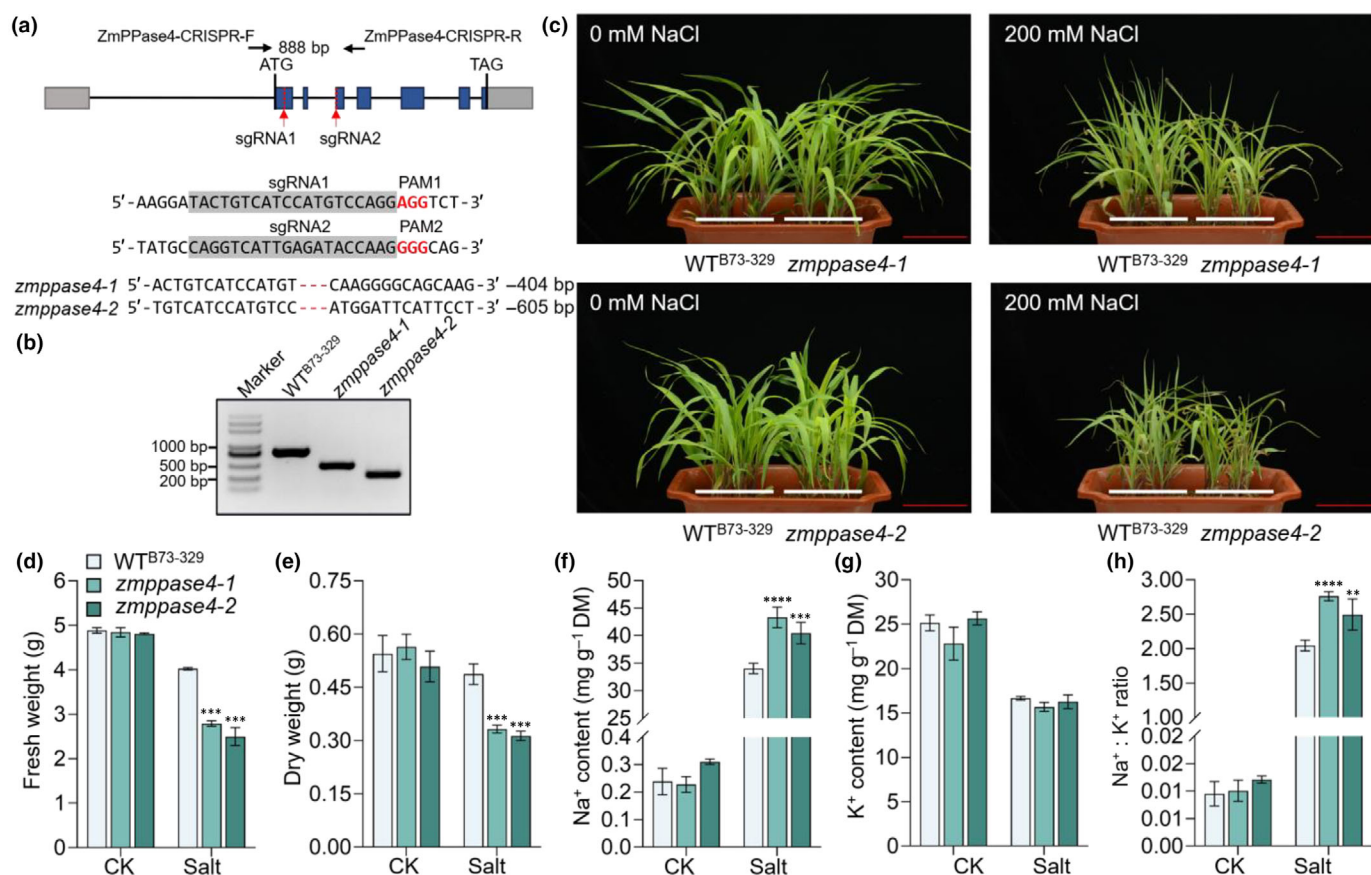 (a)
ZmPPase4-CRISPR-F 888 bp ZmPPase4-CRISPR-R
ATG TAG
sgRNA1 sgRNA2
sgRNA1 PAM1
5′-AAGGATACTGTCATCCATGTCCAGGAGGTCT-3′
sgRNA2 PAM2
5′-TATGCCAGGTCATTGAGATACCAAGGGGCAG-3′
zmppase4-1 5′-ACTGTCATCCATGT---CAAGGGGCAGCAAG-3′ –404 bp
zmppase4-2 5′-TGTCATCCATGTCC---ATGGATTCATTCCT-3′ –605 bp
(b)
Marker WTB73-329 zmppase4-1 zmppase4-2
1000 bp
500 bp
200 bp
(c)
0 mM NaCl 200 mM NaCl
WTB73-329 zmppase4-1 WTB73-329 zmppase4-1
0 mM NaCl 200 mM NaCl
WTB73-329 zmppase4-2 WTB73-329 zmppase4-2
(d)
WTB73-329
zmppase4-1
zmppase4-2
Fresh weight (g)
6
5
4
3
2
1
0
*** ***
CK Salt
(e)
Dry weight (g)
0.75
0.60
0.45
0.30
0.15
0.00
*** ***
CK Salt
(f)
Na+ content (mg g–1 DM)
50
45
40
35
30
25
0.4
0.3
0.2
0.1
0.0
**** ***
CK Salt
(g)
K+ content (mg g–1 DM)
30
25
20
15
10
5
0
CK Salt
(h)
Na+ : K+ ratio
3.00
2.50
2.00
1.50
1.00
0.02
0.02
0.01
0.01
0.00
**** **
CK Salt